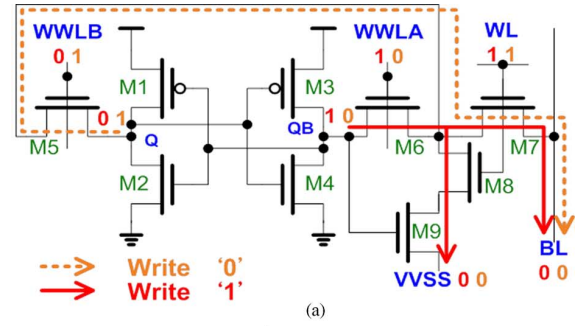 WWLB WWLA WL
0 1 1 0 1 1
M1 M3
0 1 1 0
Q QB
M5 M6 M7
M2 M4 M8
M9
BL
VVSS 0 0 0 0
Write '0'
Write '1'
(a)